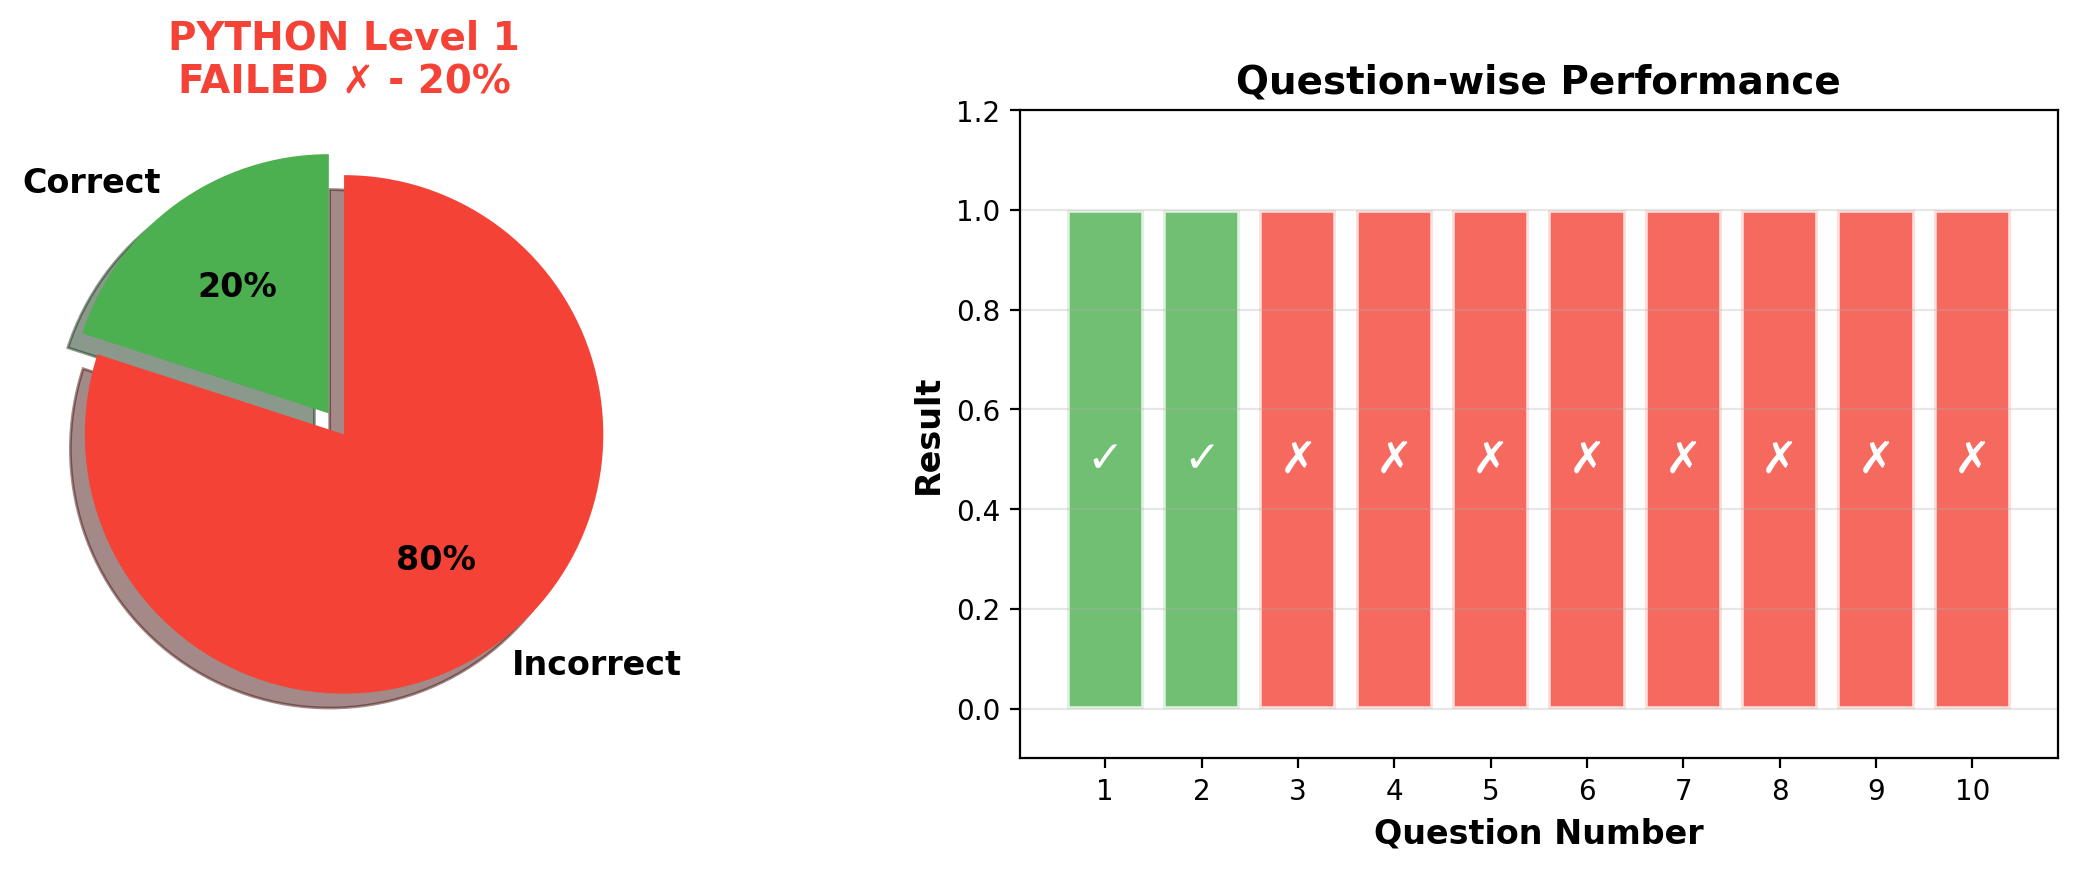 PYTHON Level 1
FAILED ✗ - 20%
Correct
20%
80%
Incorrect
Question-wise Performance
1.2
1.0
0.8
0.6
0.4
0.2
0.0
Result
✓ ✓ ✗ ✗ ✗ ✗ ✗ ✗ ✗ ✗
1 2 3 4 5 6 7 8 9 10
Question Number